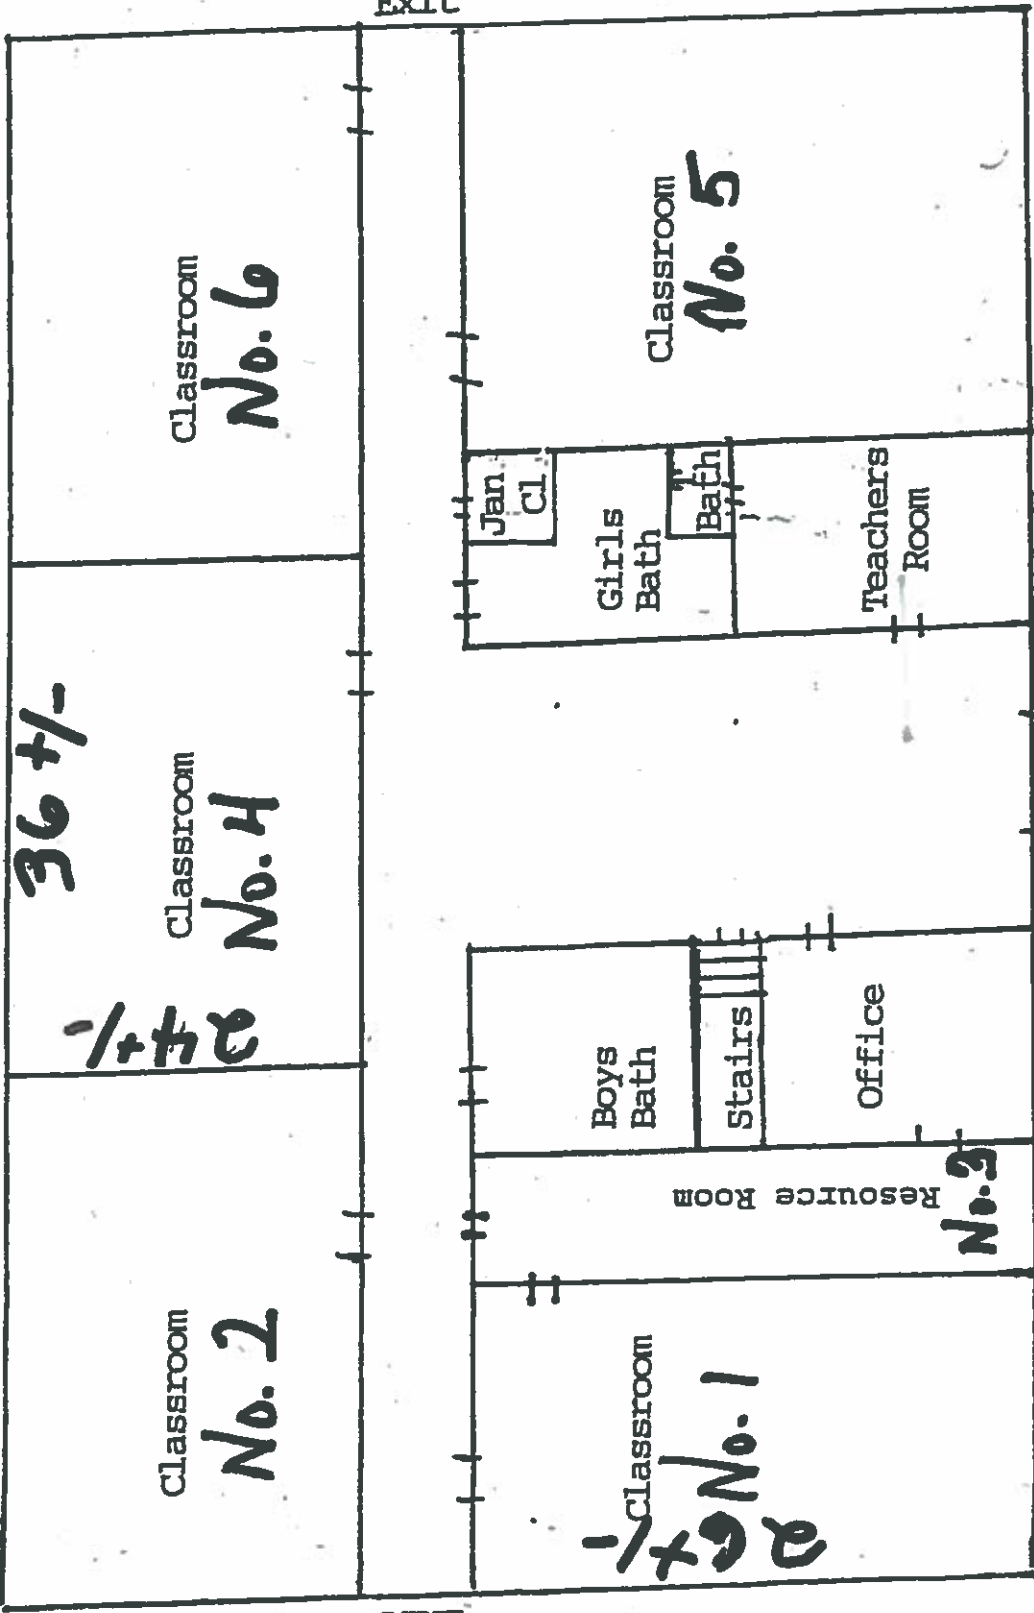 Exit
Classroom
No. 2
36 +/-
Classroom
No. 4
24 +/-
Classroom
No. 6
Classroom
No. 1
26 +/-
Resource Room
No. 3
Boys
Bath
Stairs
Office
Girls
Bath
Jan
Cl
Bath
Teachers
Room
Classroom
No. 5